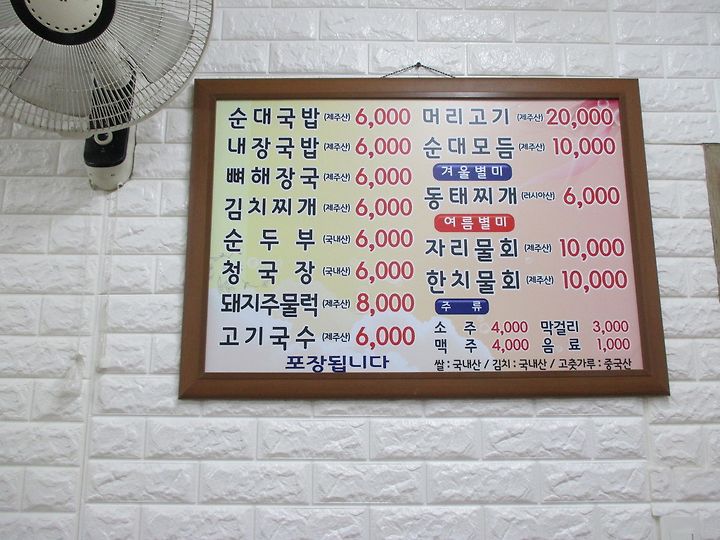 순대국밥 (제주산) 6,000
내장국밥 (제주산) 6,000
뼈해장국 (제주산) 6,000
김치찌개 (제주산) 6,000
순두부 (국내산) 6,000
청국장 (국내산) 6,000
돼지주물럭 (제주산) 8,000
고기국수 (제주산) 6,000
포장됩니다
머리고기 (제주산) 20,000
순대모듬 (제주산) 10,000
겨울별미
동태찌개 (러시아산) 6,000
여름별미
자리물회 (제주산) 10,000
한치물회 (제주산) 10,000
주류
소주 4,000 막걸리 3,000
맥주 4,000 음료 1,000
쌀 : 국내산 / 김치 : 국내산 / 고춧가루 : 중국산